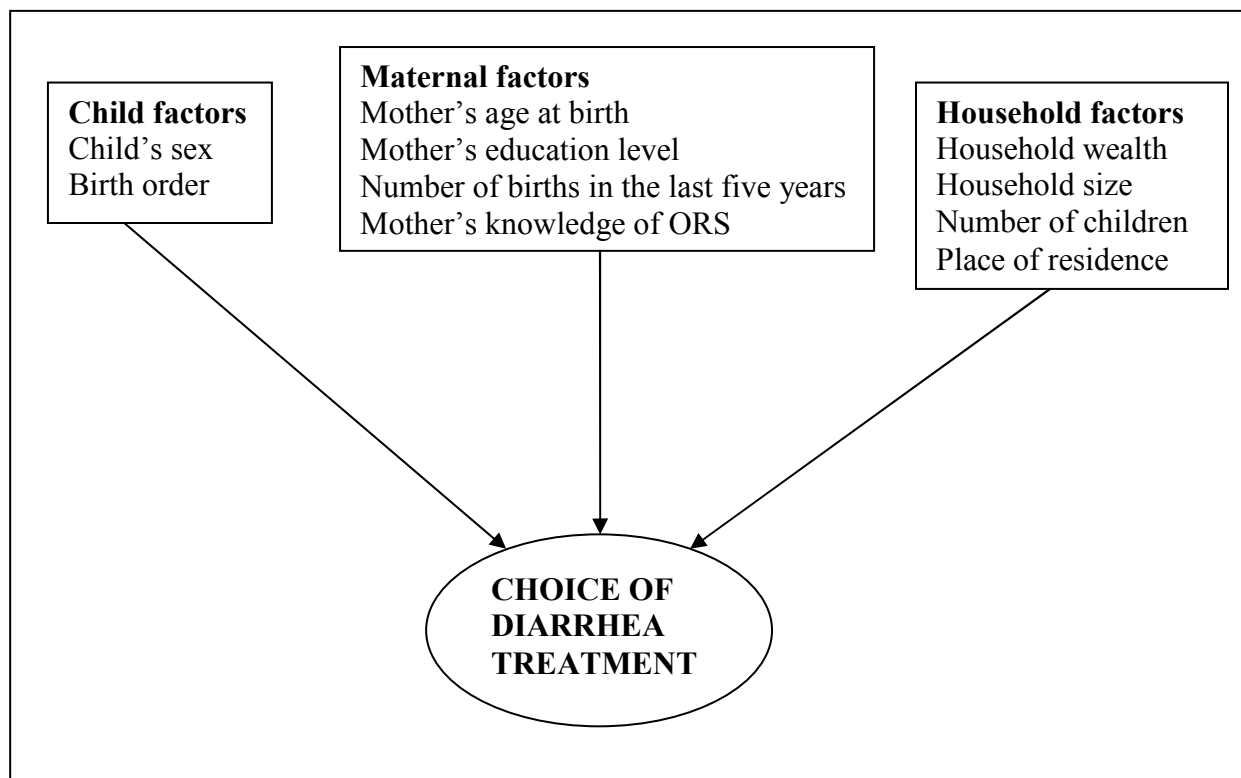 Child factors
Child’s sex
Birth order
Maternal factors
Mother’s age at birth
Mother’s education level
Number of births in the last five years
Mother’s knowledge of ORS
Household factors
Household wealth
Household size
Number of children
Place of residence
CHOICE OF
DIARRHEA
TREATMENT